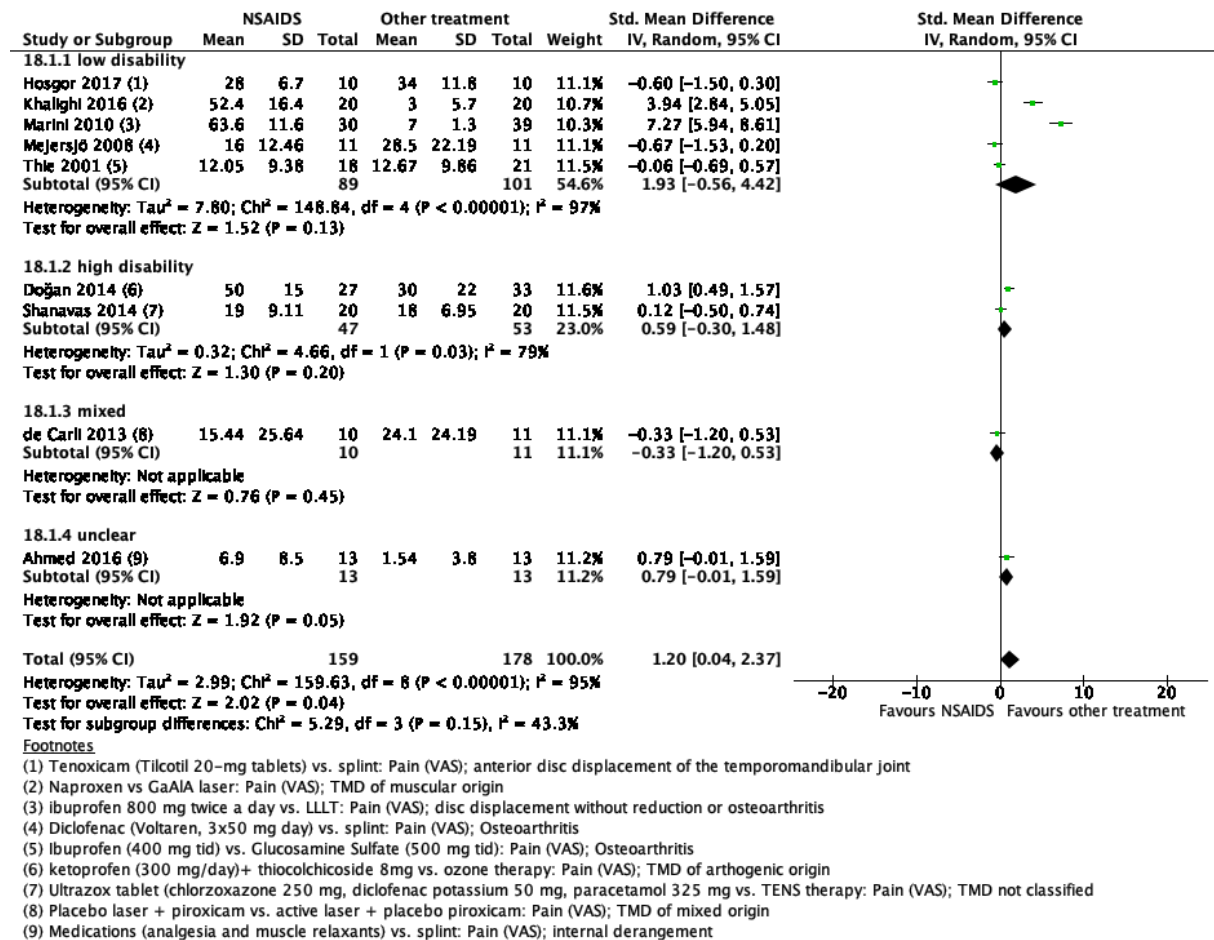 NSAIDS Other treatment Std. Mean Difference Std. Mean Difference
Study or Subgroup Mean SD Total Mean SD Total Weight IV, Random, 95% CI IV, Random, 95% CI
18.1.1 low disability
Hosgor 2017 (1) 28 6.7 10 34 11.8 10 11.1% −0.60 [−1.50, 0.30]
Khalighi 2016 (2) 52.4 16.4 20 3 5.7 20 10.7% 3.94 [2.84, 5.05]
Marini 2010 (3) 63.6 11.6 30 7 1.3 39 10.3% 7.27 [5.94, 8.61]
Mejersjö 2008 (4) 16 12.46 11 28.5 22.19 11 11.1% −0.67 [−1.53, 0.20]
Thie 2001 (5) 12.05 9.38 18 12.67 9.86 21 11.5% −0.06 [−0.69, 0.57]
Subtotal (95% CI) 89 101 54.6% 1.93 [−0.56, 4.42]
Heterogeneity: Tau² = 7.80; Chi² = 148.84, df = 4 (P < 0.00001); I² = 97%
Test for overall effect: Z = 1.52 (P = 0.13)
18.1.2 high disability
Doğan 2014 (6) 50 15 27 30 22 33 11.6% 1.03 [0.49, 1.57]
Shanavas 2014 (7) 19 9.11 20 18 6.95 20 11.5% 0.12 [−0.50, 0.74]
Subtotal (95% CI) 47 53 23.0% 0.59 [−0.30, 1.48]
Heterogeneity: Tau² = 0.32; Chi² = 4.66, df = 1 (P = 0.03); I² = 79%
Test for overall effect: Z = 1.30 (P = 0.20)
18.1.3 mixed
de Carli 2013 (8) 15.44 25.64 10 24.1 24.19 11 11.1% −0.33 [−1.20, 0.53]
Subtotal (95% CI) 10 11 11.1% −0.33 [−1.20, 0.53]
Heterogeneity: Not applicable
Test for overall effect: Z = 0.76 (P = 0.45)
18.1.4 unclear
Ahmed 2016 (9) 6.9 8.5 13 1.54 3.8 13 11.2% 0.79 [−0.01, 1.59]
Subtotal (95% CI) 13 13 11.2% 0.79 [−0.01, 1.59]
Heterogeneity: Not applicable
Test for overall effect: Z = 1.92 (P = 0.05)
Total (95% CI) 159 178 100.0% 1.20 [0.04, 2.37]
Heterogeneity: Tau² = 2.99; Chi² = 159.63, df = 8 (P < 0.00001); I² = 95%
Test for overall effect: Z = 2.02 (P = 0.04)
Test for subgroup differences: Chi² = 5.29, df = 3 (P = 0.15), I² = 43.3%
−20 −10 0 10 20
Favours NSAIDS Favours other treatment
Footnotes
(1) Tenoxicam (Tilcotil 20-mg tablets) vs. splint: Pain (VAS); anterior disc displacement of the temporomandibular joint
(2) Naproxen vs GaAlA laser: Pain (VAS); TMD of muscular origin
(3) ibuprofen 800 mg twice a day vs. LLLT: Pain (VAS); disc displacement without reduction or osteoarthritis
(4) Diclofenac (Voltaren, 3x50 mg day) vs. splint: Pain (VAS); Osteoarthritis
(5) Ibuprofen (400 mg tid) vs. Glucosamine Sulfate (500 mg tid): Pain (VAS); Osteoarthritis
(6) ketoprofen (300 mg/day)+ thiocolchicoside 8mg vs. ozone therapy: Pain (VAS); TMD of arthogenic origin
(7) Ultrazox tablet (chlorzoxazone 250 mg, diclofenac potassium 50 mg, paracetamol 325 mg vs. TENS therapy: Pain (VAS); TMD not classified
(8) Placebo laser + piroxicam vs. active laser + placebo piroxicam: Pain (VAS); TMD of mixed origin
(9) Medications (analgesia and muscle relaxants) vs. splint: Pain (VAS); internal derangement